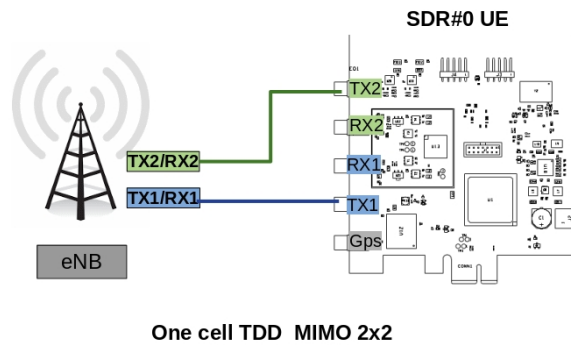 SDR#0 UE
TX2
RX2
TX2/RX2
RX1
TX1/RX1
TX1
Gps
eNB
One cell TDD MIMO 2x2